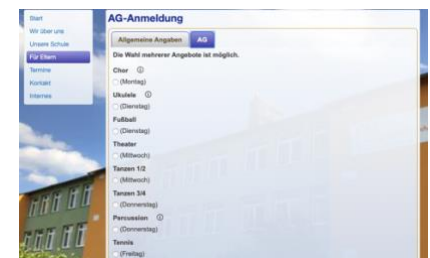 Start
Wir über uns
Unsere Schule
Für Eltern
Termine
Kontakt
Internes
AG-Anmeldung
Allgemeine Angaben
AG
Die Wahl mehrerer Angebote ist möglich.
Chor
(Montag)
Ukulele
(Dienstag)
Fußball
(Dienstag)
Theater
(Mittwoch)
Tanzen 1/2
(Mittwoch)
Tanzen 3/4
(Donnerstag)
Percussion
(Donnerstag)
Tennis
(Freitag)